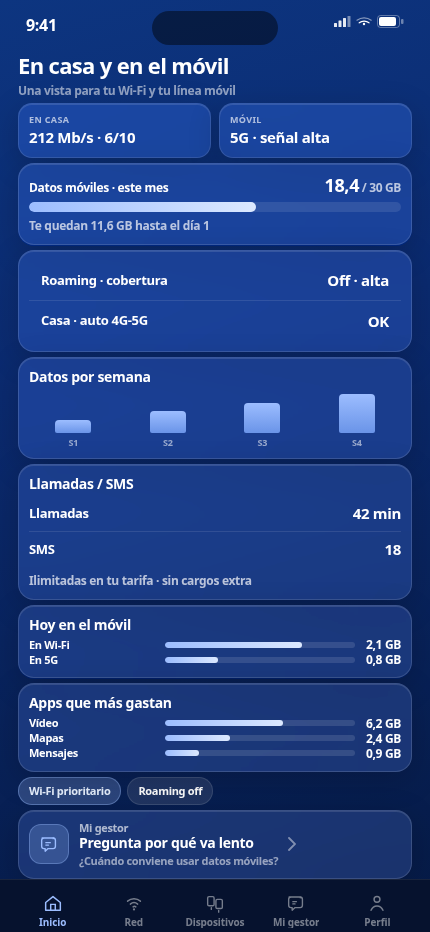 9:41
En casa y en el móvil
Una vista para tu Wi-Fi y tu línea móvil
EN CASA
212 Mb/s · 6/10
MÓVIL
5G · señal alta
Datos móviles · este mes
18,4 / 30 GB
Te quedan 11,6 GB hasta el día 1
Roaming · cobertura
Off · alta
Casa · auto 4G-5G
OK
Datos por semana
S1 S2 S3 S4
Llamadas / SMS
Llamadas
42 min
SMS
18
Ilimitadas en tu tarifa · sin cargos extra
Hoy en el móvil
En Wi-Fi
2,1 GB
En 5G
0,8 GB
Apps que más gastan
Vídeo
6,2 GB
Mapas
2,4 GB
Mensajes
0,9 GB
Wi-Fi prioritario
Roaming off
Mi gestor
Pregunta por qué va lento
¿Cuándo conviene usar datos móviles?
Inicio
Red
Dispositivos
Mi gestor
Perfil